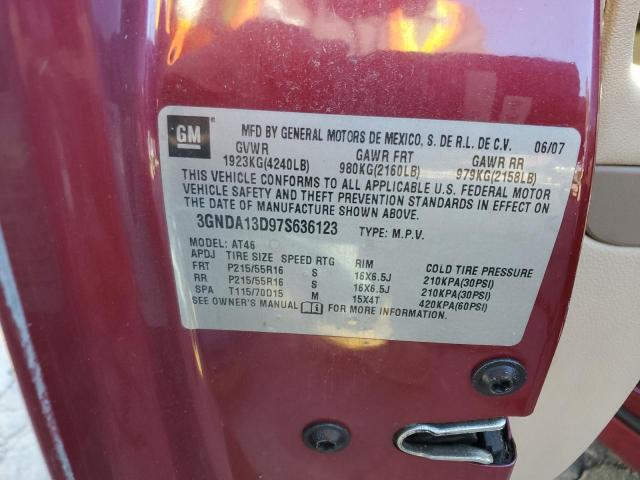 GM
MFD BY GENERAL MOTORS DE MEXICO, S. DE R.L. DE C.V. 06/07
GVWR GAWR FRT GAWR RR
1923KG(4240LB) 980KG(2160LB) 979KG(2158LB)
THIS VEHICLE CONFORMS TO ALL APPLICABLE U.S. FEDERAL MOTOR
VEHICLE SAFETY AND THEFT PREVENTION STANDARDS IN EFFECT ON
THE DATE OF MANUFACTURE SHOWN ABOVE.
3GNDA13D97S636123 TYPE: M.P.V.
MODEL: AT46
APDJ TIRE SIZE SPEED RTG RIM COLD TIRE PRESSURE
FRT P215/55R16 S 16X6.5J 210KPA(30PSI)
RR P215/55R16 S 16X6.5J 210KPA(30PSI)
SPA T115/70D15 M 15X4T 420KPA(60PSI)
SEE OWNER'S MANUAL FOR MORE INFORMATION.